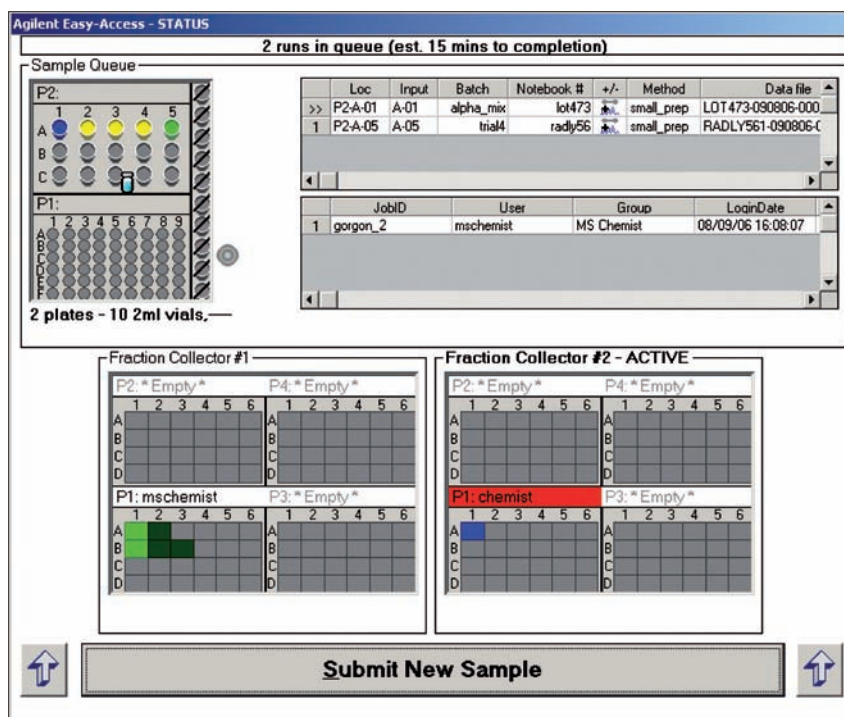 Agilent Easy-Access - STATUS
2 runs in queue (est. 15 mins to completion)
Sample Queue
P2:
1 2 3 4 5
A
B
C
P1:
1 2 3 4 5 6 7 8 9
A
B
C
D
E
F
2 plates - 10 2ml vials,
Loc Input Batch Notebook # +/- Method Data file
>> P2-A-01 A-01 alpha_mix lot473 small_prep LOT473-090806-000
1 P2-A-05 A-05 trial4 radly56 small_prep RADLY561-090806-0
JobID User Group LoginDate
1 gorgon_2 mschemist MS Chemist 08/09/06 16:08:07
Fraction Collector #1
P2: * Empty * P4: * Empty *
1 2 3 4 5 6 1 2 3 4 5 6
A A
B B
C C
D D
P1: mschemist P3: * Empty *
1 2 3 4 5 6 1 2 3 4 5 6
A A
B B
C C
D D
Fraction Collector #2 - ACTIVE
P2: * Empty * P4: * Empty *
1 2 3 4 5 6 1 2 3 4 5 6
A A
B B
C C
D D
P1: chemist P3: * Empty *
1 2 3 4 5 6 1 2 3 4 5 6
A A
B B
C C
D D
Submit New Sample